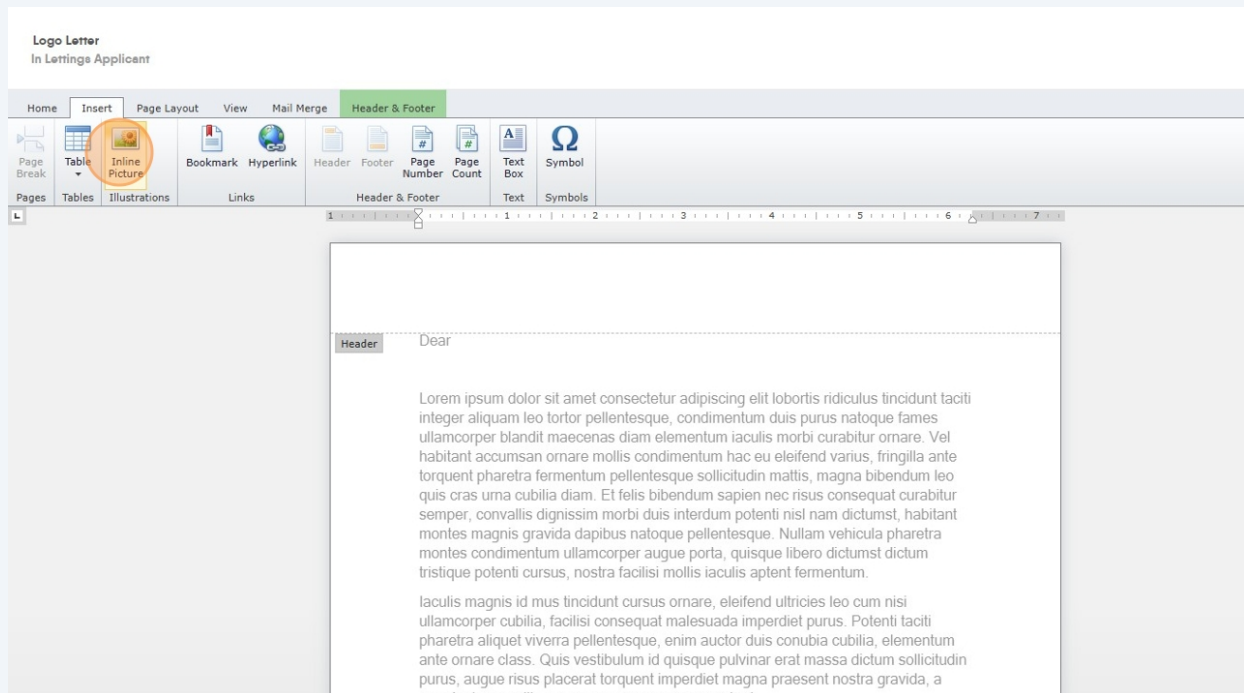 Logo Letter
In Lettings Applicant
Home Insert Page Layout View Mail Merge Header & Footer
Page Break Table Inline Picture Bookmark Hyperlink Header Footer Page Number Page Count Text Box Symbol
Pages Tables Illustrations Links Header & Footer Text Symbols
L 1 1 2 3 4 5 6 7
Header Dear
Lorem ipsum dolor sit amet consectetur adipiscing elit lobortis ridiculus tincidunt taciti
integer aliquam leo tortor pellentesque, condimentum duis purus natoque fames
ullamcorper blandit maecenas diam elementum iaculis morbi curabitur ornare. Vel
habitant accumsan ornare mollis condimentum hac eu eleifend varius, fringilla ante
torquent pharetra fermentum pellentesque sollicitudin mattis, magna bibendum leo
quis cras urna cubilia diam. Et felis bibendum sapien nec risus consequat curabitur
semper, convallis dignissim morbi duis interdum potenti nisl nam dictumst, habitant
montes magnis gravida dapibus natoque pellentesque. Nullam vehicula pharetra
montes condimentum ullamcorper augue porta, quisque libero dictumst dictum
tristique potenti cursus, nostra facilisi mollis iaculis aptent fermentum.
Iaculis magnis id mus tincidunt cursus ornare, eleifend ultricies leo cum nisi
ullamcorper cubilia, facilisi consequat malesuada imperdiet purus. Potenti taciti
pharetra aliquet viverra pellentesque, enim auctor duis conubia cubilia, elementum
ante ornare class. Quis vestibulum id quisque pulvinar erat massa dictum sollicitudin
purus, augue risus placerat torquent imperdiet magna praesent nostra gravida, a